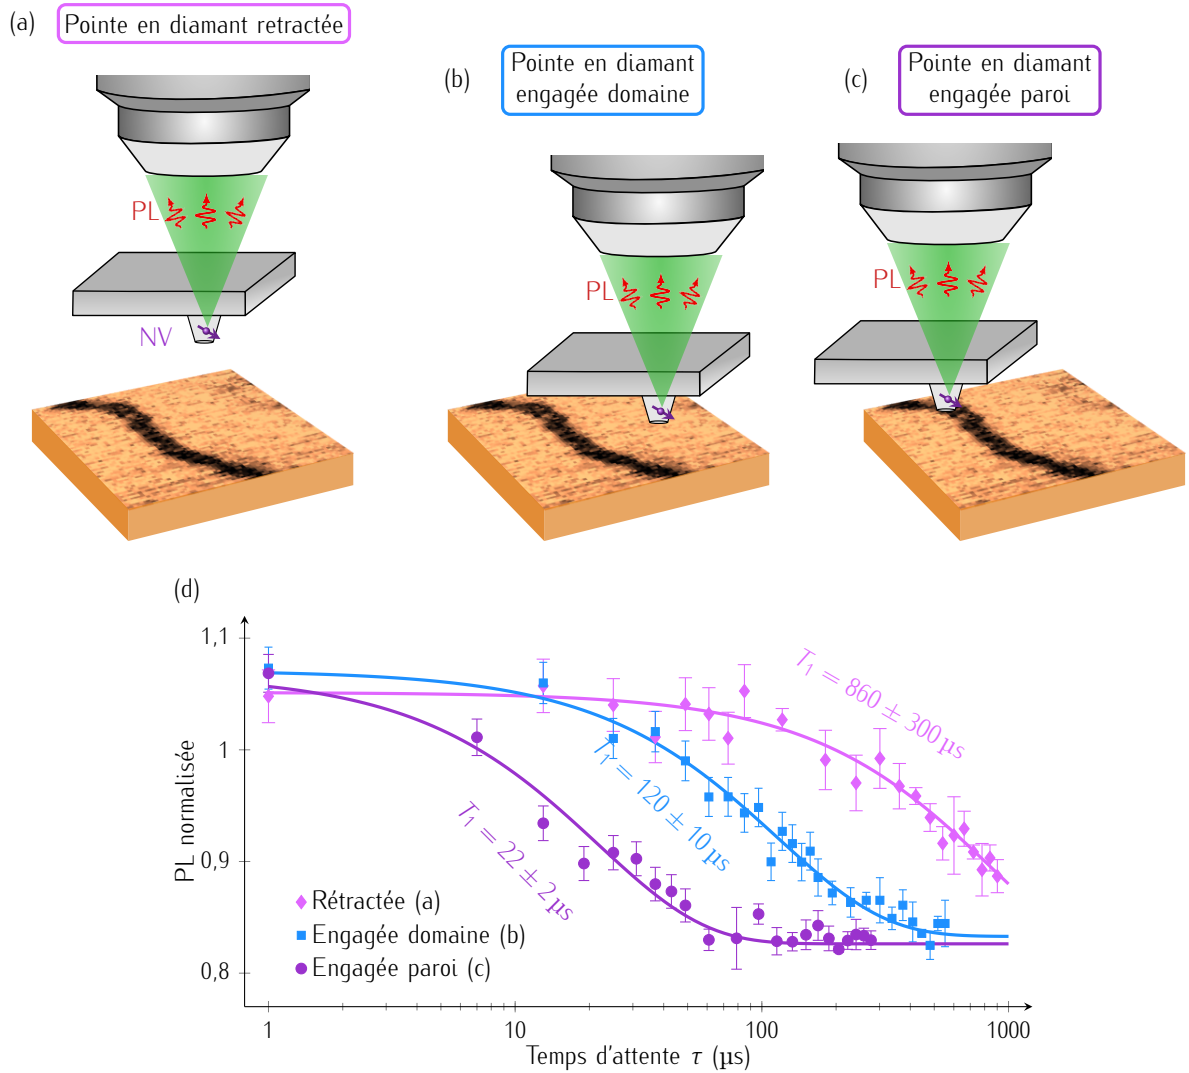 (a)
Pointe en diamant retractée
(b)
Pointe en diamant
engagée domaine
(c)
Pointe en diamant
engagée paroi
PL
NV
PL
PL
(d)
PL normalisée
1,1
1
0,9
0,8
T₁ = 860 ± 300 µs
T₁ = 120 ± 10 µs
T₁ = 22 ± 2 µs
Rétractée (a)
Engagée domaine (b)
Engagée paroi (c)
1
10
100
1000
Temps d'attente τ (µs)